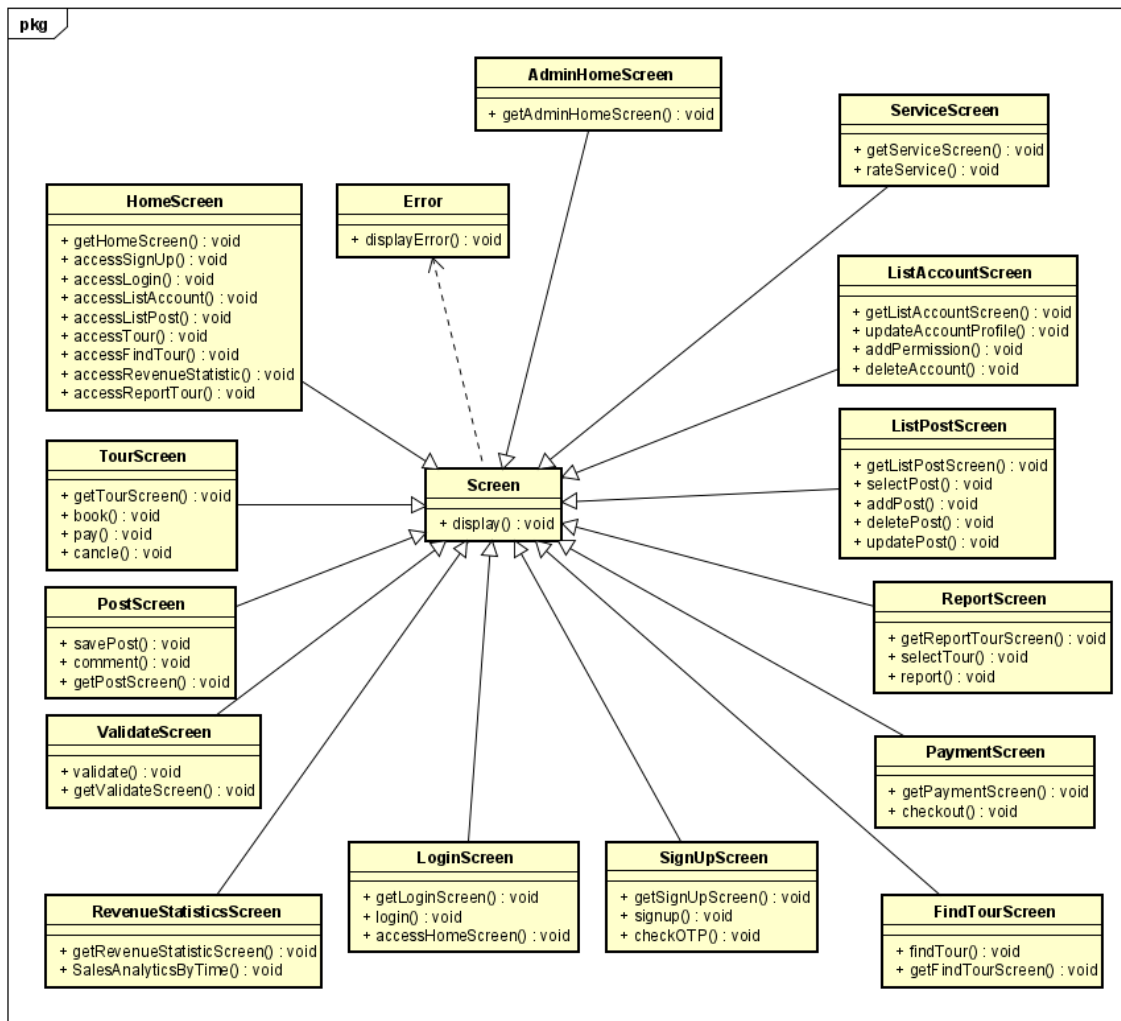 pkg
AdminHomeScreen
+ getAdminHomeScreen() : void
ServiceScreen
+ getServiceScreen() : void
+ rateService() : void
HomeScreen
+ getHomeScreen() : void
+ accessSignUp() : void
+ accessLogin() : void
+ accessListAccount() : void
+ accessListPost() : void
+ accessTour() : void
+ accessFindTour() : void
+ accessRevenueStatistic() : void
+ accessReportTour() : void
Error
+ displayError() : void
ListAccountScreen
+ getListAccountScreen() : void
+ updateAccountProfile() : void
+ addPermission() : void
+ deleteAccount() : void
ListPostScreen
+ getListPostScreen() : void
+ selectPost() : void
+ addPost() : void
+ deletePost() : void
+ updatePost() : void
TourScreen
+ getTourScreen() : void
+ book() : void
+ pay() : void
+ cancle() : void
Screen
+ display() : void
PostScreen
+ savePost() : void
+ comment() : void
+ getPostScreen() : void
ReportScreen
+ getReportTourScreen() : void
+ selectTour() : void
+ report() : void
ValidateScreen
+ validate() : void
+ getValidateScreen() : void
PaymentScreen
+ getPaymentScreen() : void
+ checkout() : void
LoginScreen
+ getLoginScreen() : void
+ login() : void
+ accessHomeScreen() : void
SignUpScreen
+ getSignUpScreen() : void
+ signup() : void
+ checkOTP() : void
RevenueStatisticsScreen
+ getRevenueStatisticScreen() : void
+ SalesAnalyticsByTime() : void
FindTourScreen
+ findTour() : void
+ getFindTourScreen() : void